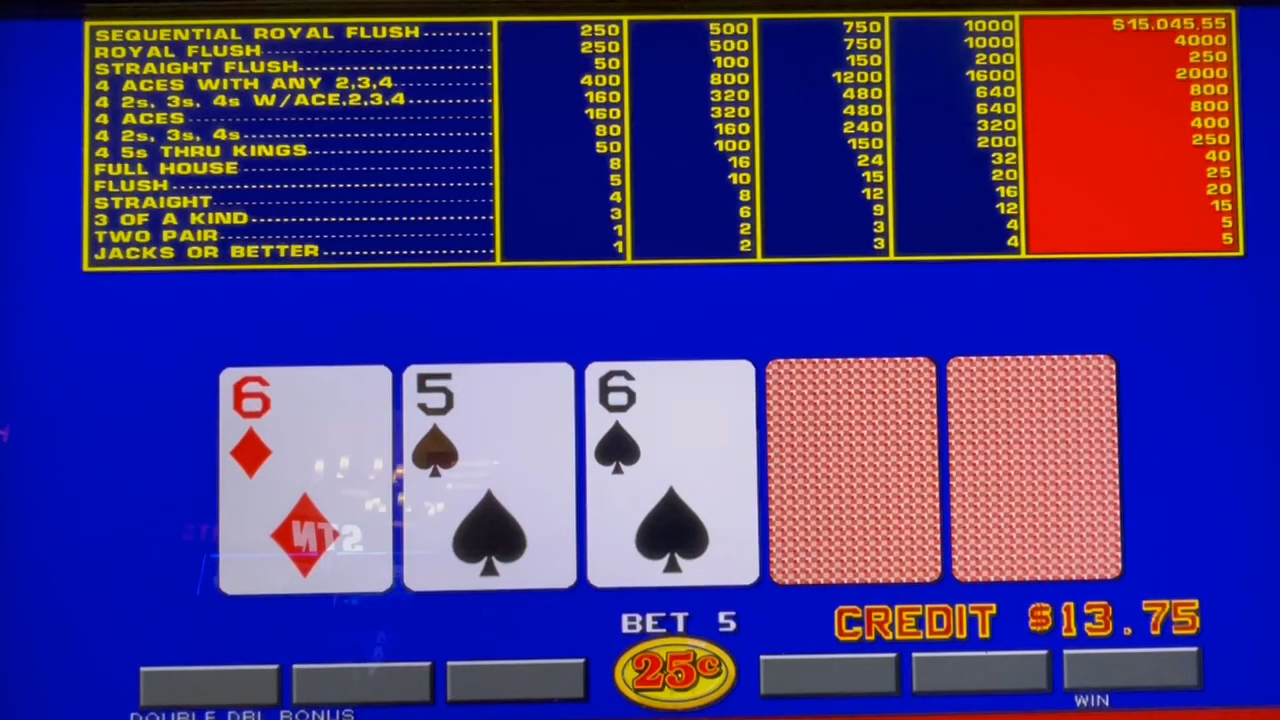 SEQUENTIAL ROYAL FLUSH 250 500 750 1000 $15,045.55
ROYAL FLUSH 250 500 750 1000 4000
STRAIGHT FLUSH 50 100 150 200 250
4 ACES WITH ANY 2,3,4 400 800 1200 1600 2000
4 2s, 3s, 4s W/ACE,2,3,4 160 320 480 640 800
4 ACES 160 320 480 640 800
4 2s, 3s, 4s 80 160 240 320 400
4 5s THRU KINGS 50 100 150 200 250
FULL HOUSE 8 16 24 32 40
FLUSH 5 10 15 20 25
STRAIGHT 4 8 12 16 20
3 OF A KIND 3 6 9 12 15
TWO PAIR 1 2 3 4 5
JACKS OR BETTER 1 2 3 4 5
6 5 6
BET 5
CREDIT $13.75
25¢
WIN
DOUBLE DBL BONUS